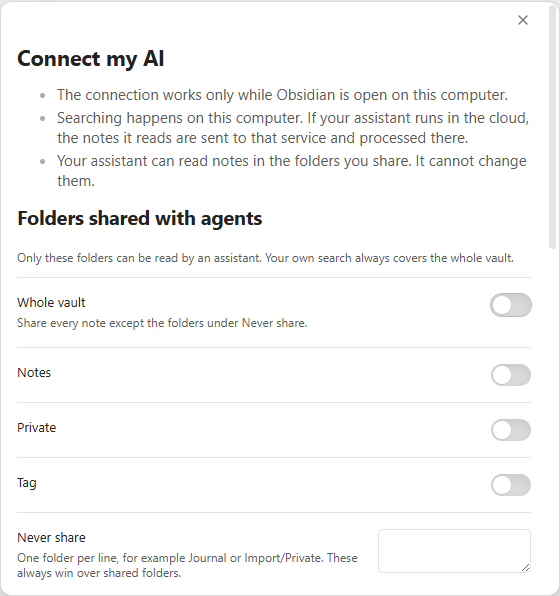 Connect my AI
The connection works only while Obsidian is open on this computer.
Searching happens on this computer. If your assistant runs in the cloud,
the notes it reads are sent to that service and processed there.
Your assistant can read notes in the folders you share. It cannot change
them.
Folders shared with agents
Only these folders can be read by an assistant. Your own search always covers the whole vault.
Whole vault
Share every note except the folders under Never share.
Notes
Private
Tag
Never share
One folder per line, for example Journal or Import/Private. These
always win over shared folders.